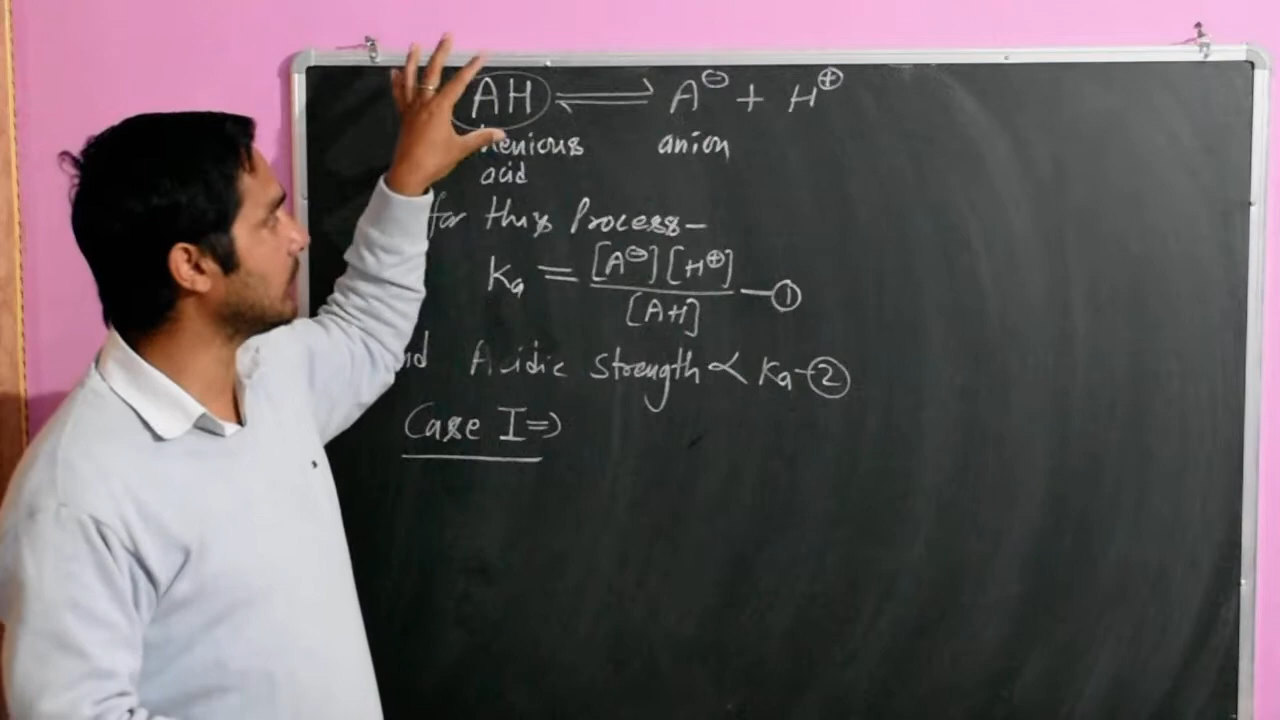 AH ⇌ A⊖ + H⊕
anion
acid
for this Process–
Ka = [A⊖][H⊕] / [AH] –①
Acidic Strength ∝ Ka–②
Case I⇒